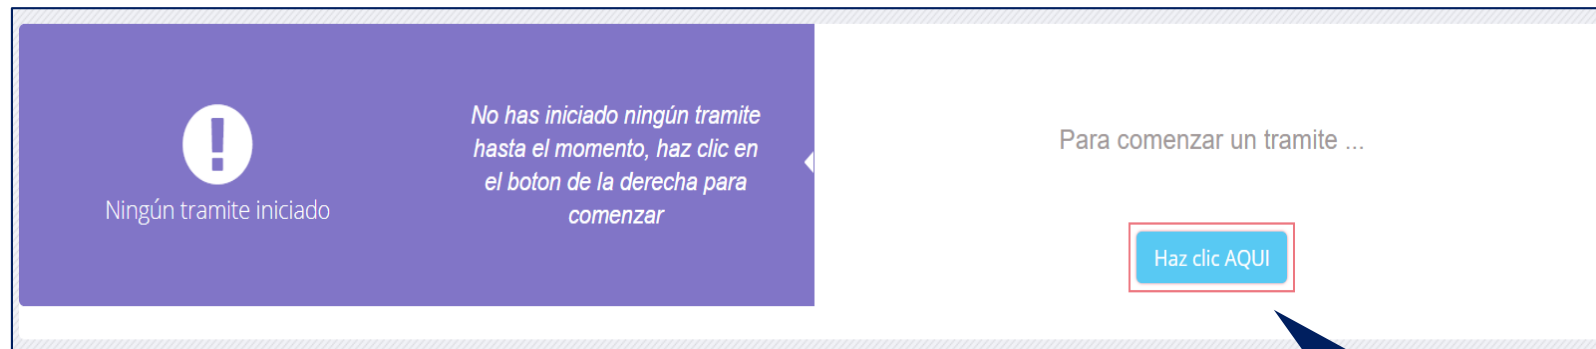 Ningún tramite iniciado
No has iniciado ningún tramite
hasta el momento, haz clic en
el boton de la derecha para
comenzar
Para comenzar un tramite ...
Haz clic AQUI